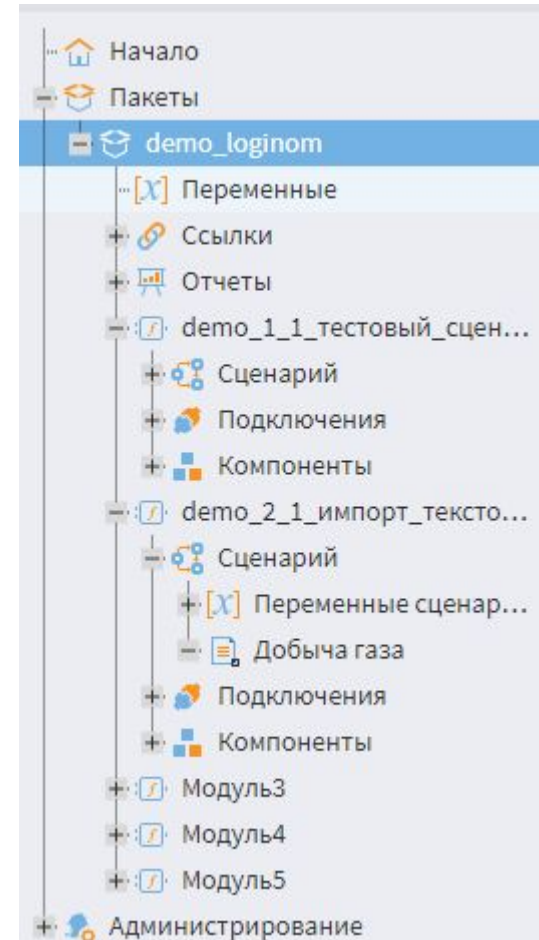 Начало
Пакеты
demo_loginom
[X] Переменные
Ссылки
Отчеты
demo_1_1_тестовый_сцен...
Сценарий
Подключения
Компоненты
demo_2_1_импорт_тексто...
Сценарий
[X] Переменные сценар...
Добыча газа
Подключения
Компоненты
Модуль3
Модуль4
Модуль5
Администрирование